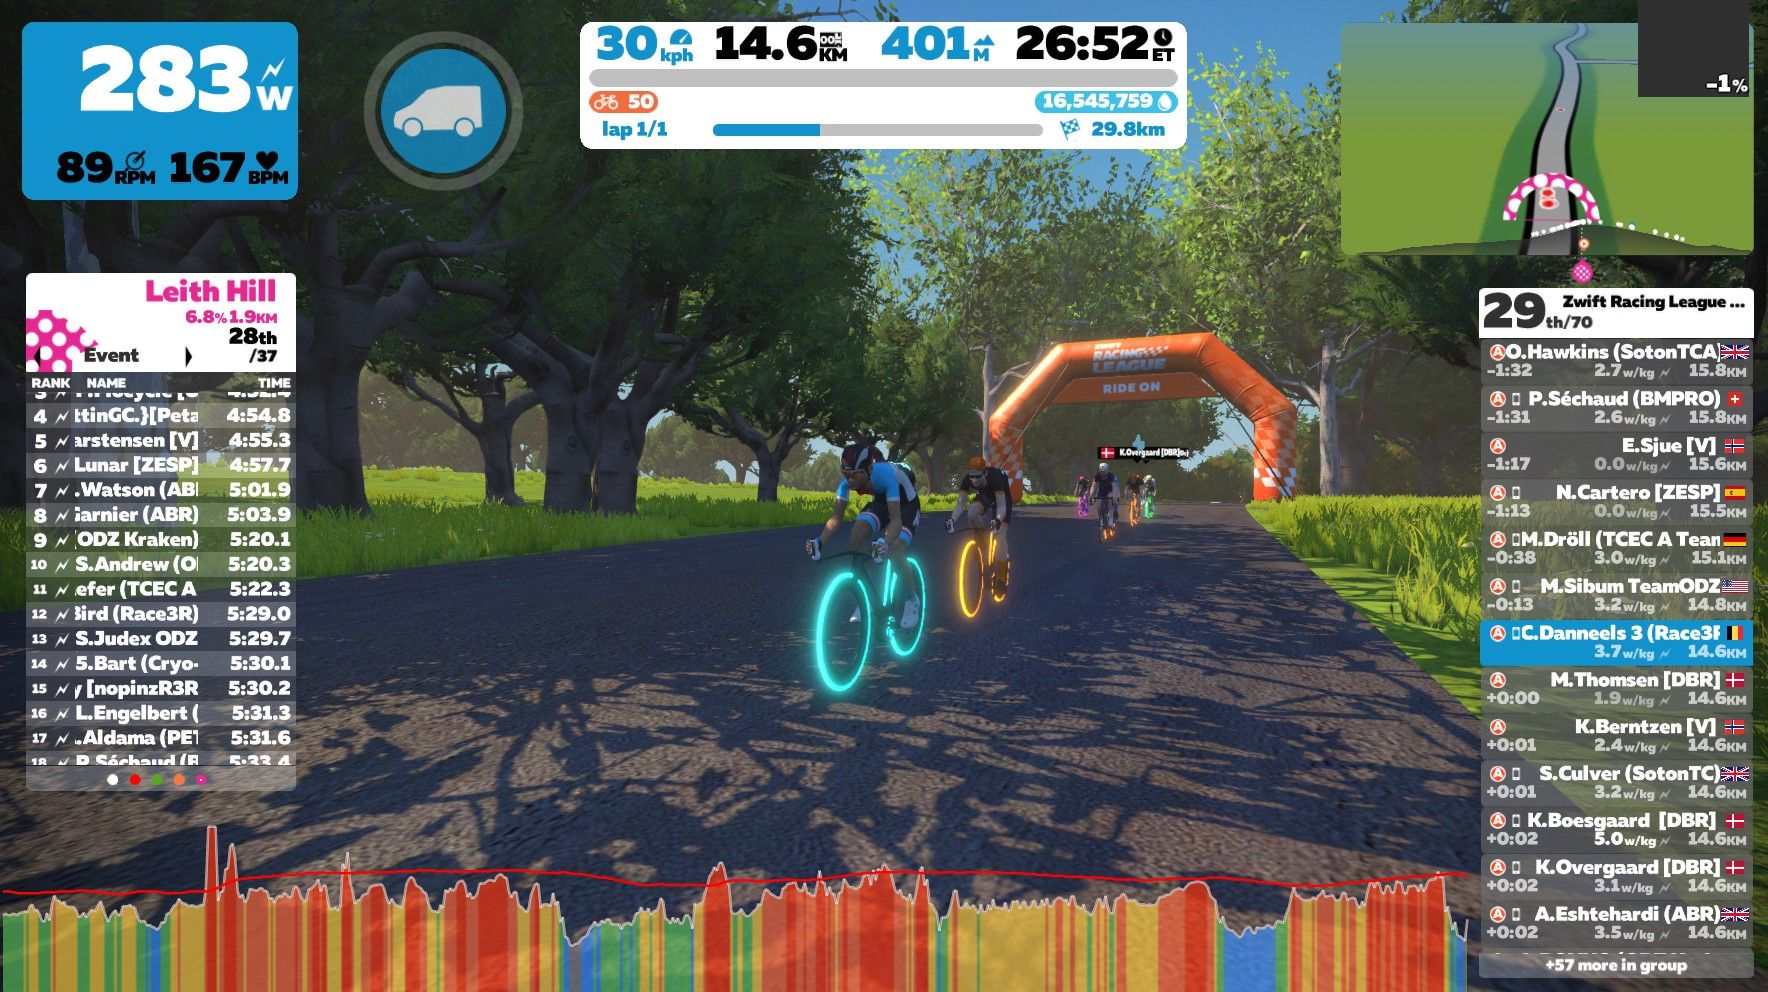 283 W
89 RPM 167 BPM
30 kph 14.6 KM 401 M 26:52 ET
50 16,545,759
lap 1/1 29.8km
-1%
Leith Hill
6.8% 1.9KM
28th
/37
Event
RANK NAME TIME
4 ttinGC.}[Peta 4:54.8
5 arstensen [V] 4:55.3
6 Lunar [ZESP] 4:57.7
7 .Watson (AB 5:01.9
8 Garnier (ABR) 5:03.9
9 (ODZ Kraken) 5:20.1
10 S.Andrew (O 5:20.3
11 efer (TCEC A 5:22.3
12 Bird (Race3R) 5:29.0
13 S.Judex ODZ 5:29.7
14 S.Bart (Cryo- 5:30.1
15 [nopinzR3R 5:30.2
16 L.Engelbert ( 5:31.3
17 .Aldama (PET 5:31.6
18 P.Séchaud (B 5:33.4
RACING
LEAGUE
RIDE ON
K.Overgaard [DBR]
29th/70 Zwift Racing League ...
A O.Hawkins (SotonTCA)
-1:32 2.7w/kg 15.8KM
A P.Séchaud (BMPRO)
-1:31 2.6w/kg 15.8KM
A E.Sjue [V]
-1:17 0.0w/kg 15.6KM
A N.Cartero [ZESP]
-1:13 0.0w/kg 15.5KM
A M.Dröll (TCEC A Team
-0:38 3.0w/kg 15.1KM
A M.Sibum TeamODZ
-0:13 3.2w/kg 14.8KM
A C.Danneels 3 (Race3R
3.7w/kg 14.6KM
A M.Thomsen [DBR]
+0:00 1.9w/kg 14.6KM
A K.Berntzen [V]
+0:01 2.4w/kg 14.6KM
A S.Culver (SotonTC)
+0:01 3.2w/kg 14.6KM
A K.Boesgaard [DBR]
+0:02 5.0w/kg 14.6KM
A K.Overgaard [DBR]
+0:02 3.1w/kg 14.6KM
A A.Eshtehardi (ABR)
+0:02 3.5w/kg 14.6KM
+57 more in group